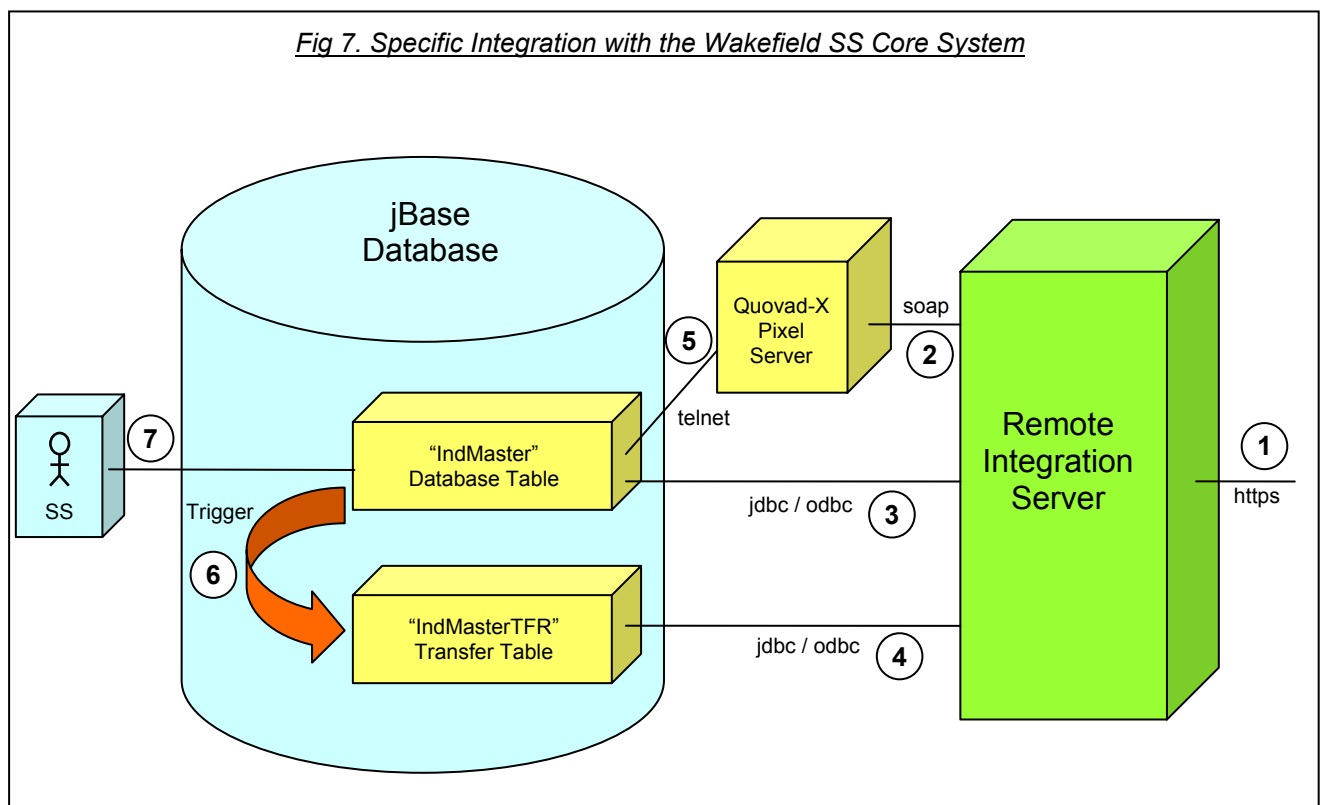 Fig 7. Specific Integration with the Wakefield SS Core System
jBase
Database
Quovad-X
Pixel
Server
soap
2
5
telnet
Remote
Integration
Server
1
https
7
SS
“IndMaster”
Database Table
jdbc / odbc
3
Trigger
6
“IndMasterTFR”
Transfer Table
jdbc / odbc
4